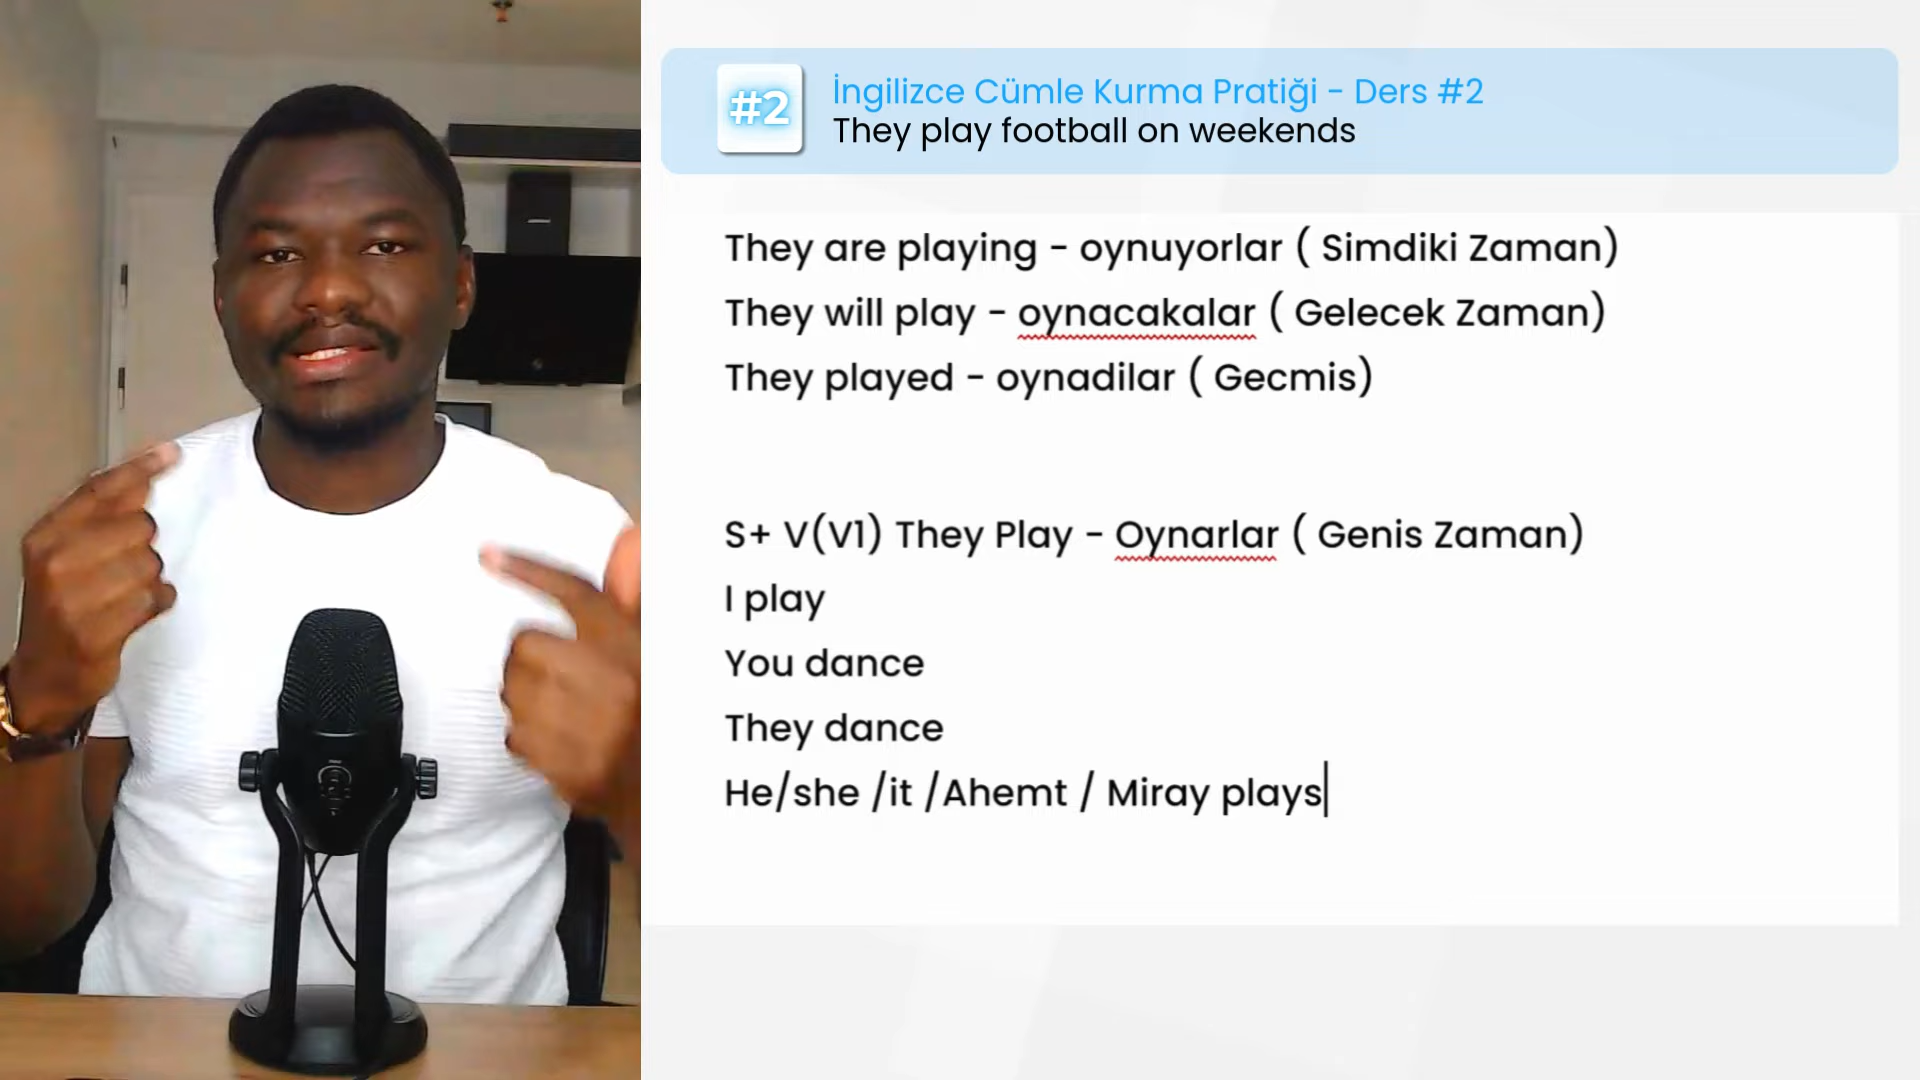 #2
İngilizce Cümle Kurma Pratiği - Ders #2
They play football on weekends
They are playing - oynuyorlar ( Simdiki Zaman)
They will play - oynacakalar ( Gelecek Zaman)
They played - oynadilar ( Gecmis)
S+ V(V1) They Play - Oynarlar ( Genis Zaman)
I play
You dance
They dance
He/she /it /Ahemt / Miray plays